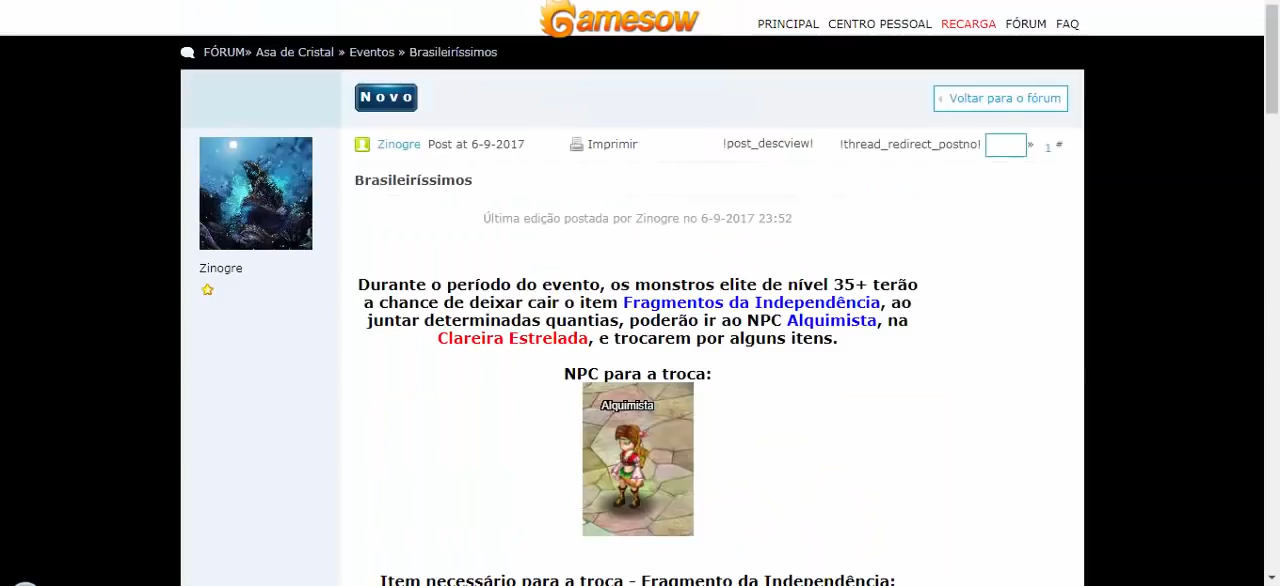 Gamesow
PRINCIPAL CENTRO PESSOAL RECARGA FÓRUM FAQ
FÓRUM» Asa de Cristal » Eventos » Brasileiríssimos
Novo
Voltar para o fórum
Zinogre Post at 6-9-2017 Imprimir !post_descview! !thread_redirect_postno! » 1 #
Brasileiríssimos
Última edição postada por Zinogre no 6-9-2017 23:52
Zinogre
Durante o período do evento, os monstros elite de nível 35+ terão
a chance de deixar cair o item Fragmentos da Independência, ao
juntar determinadas quantias, poderão ir ao NPC Alquimista, na
Clareira Estrelada, e trocarem por alguns itens.
NPC para a troca:
Alquimista
Item necessário para a troca - Fragmento da Independência: